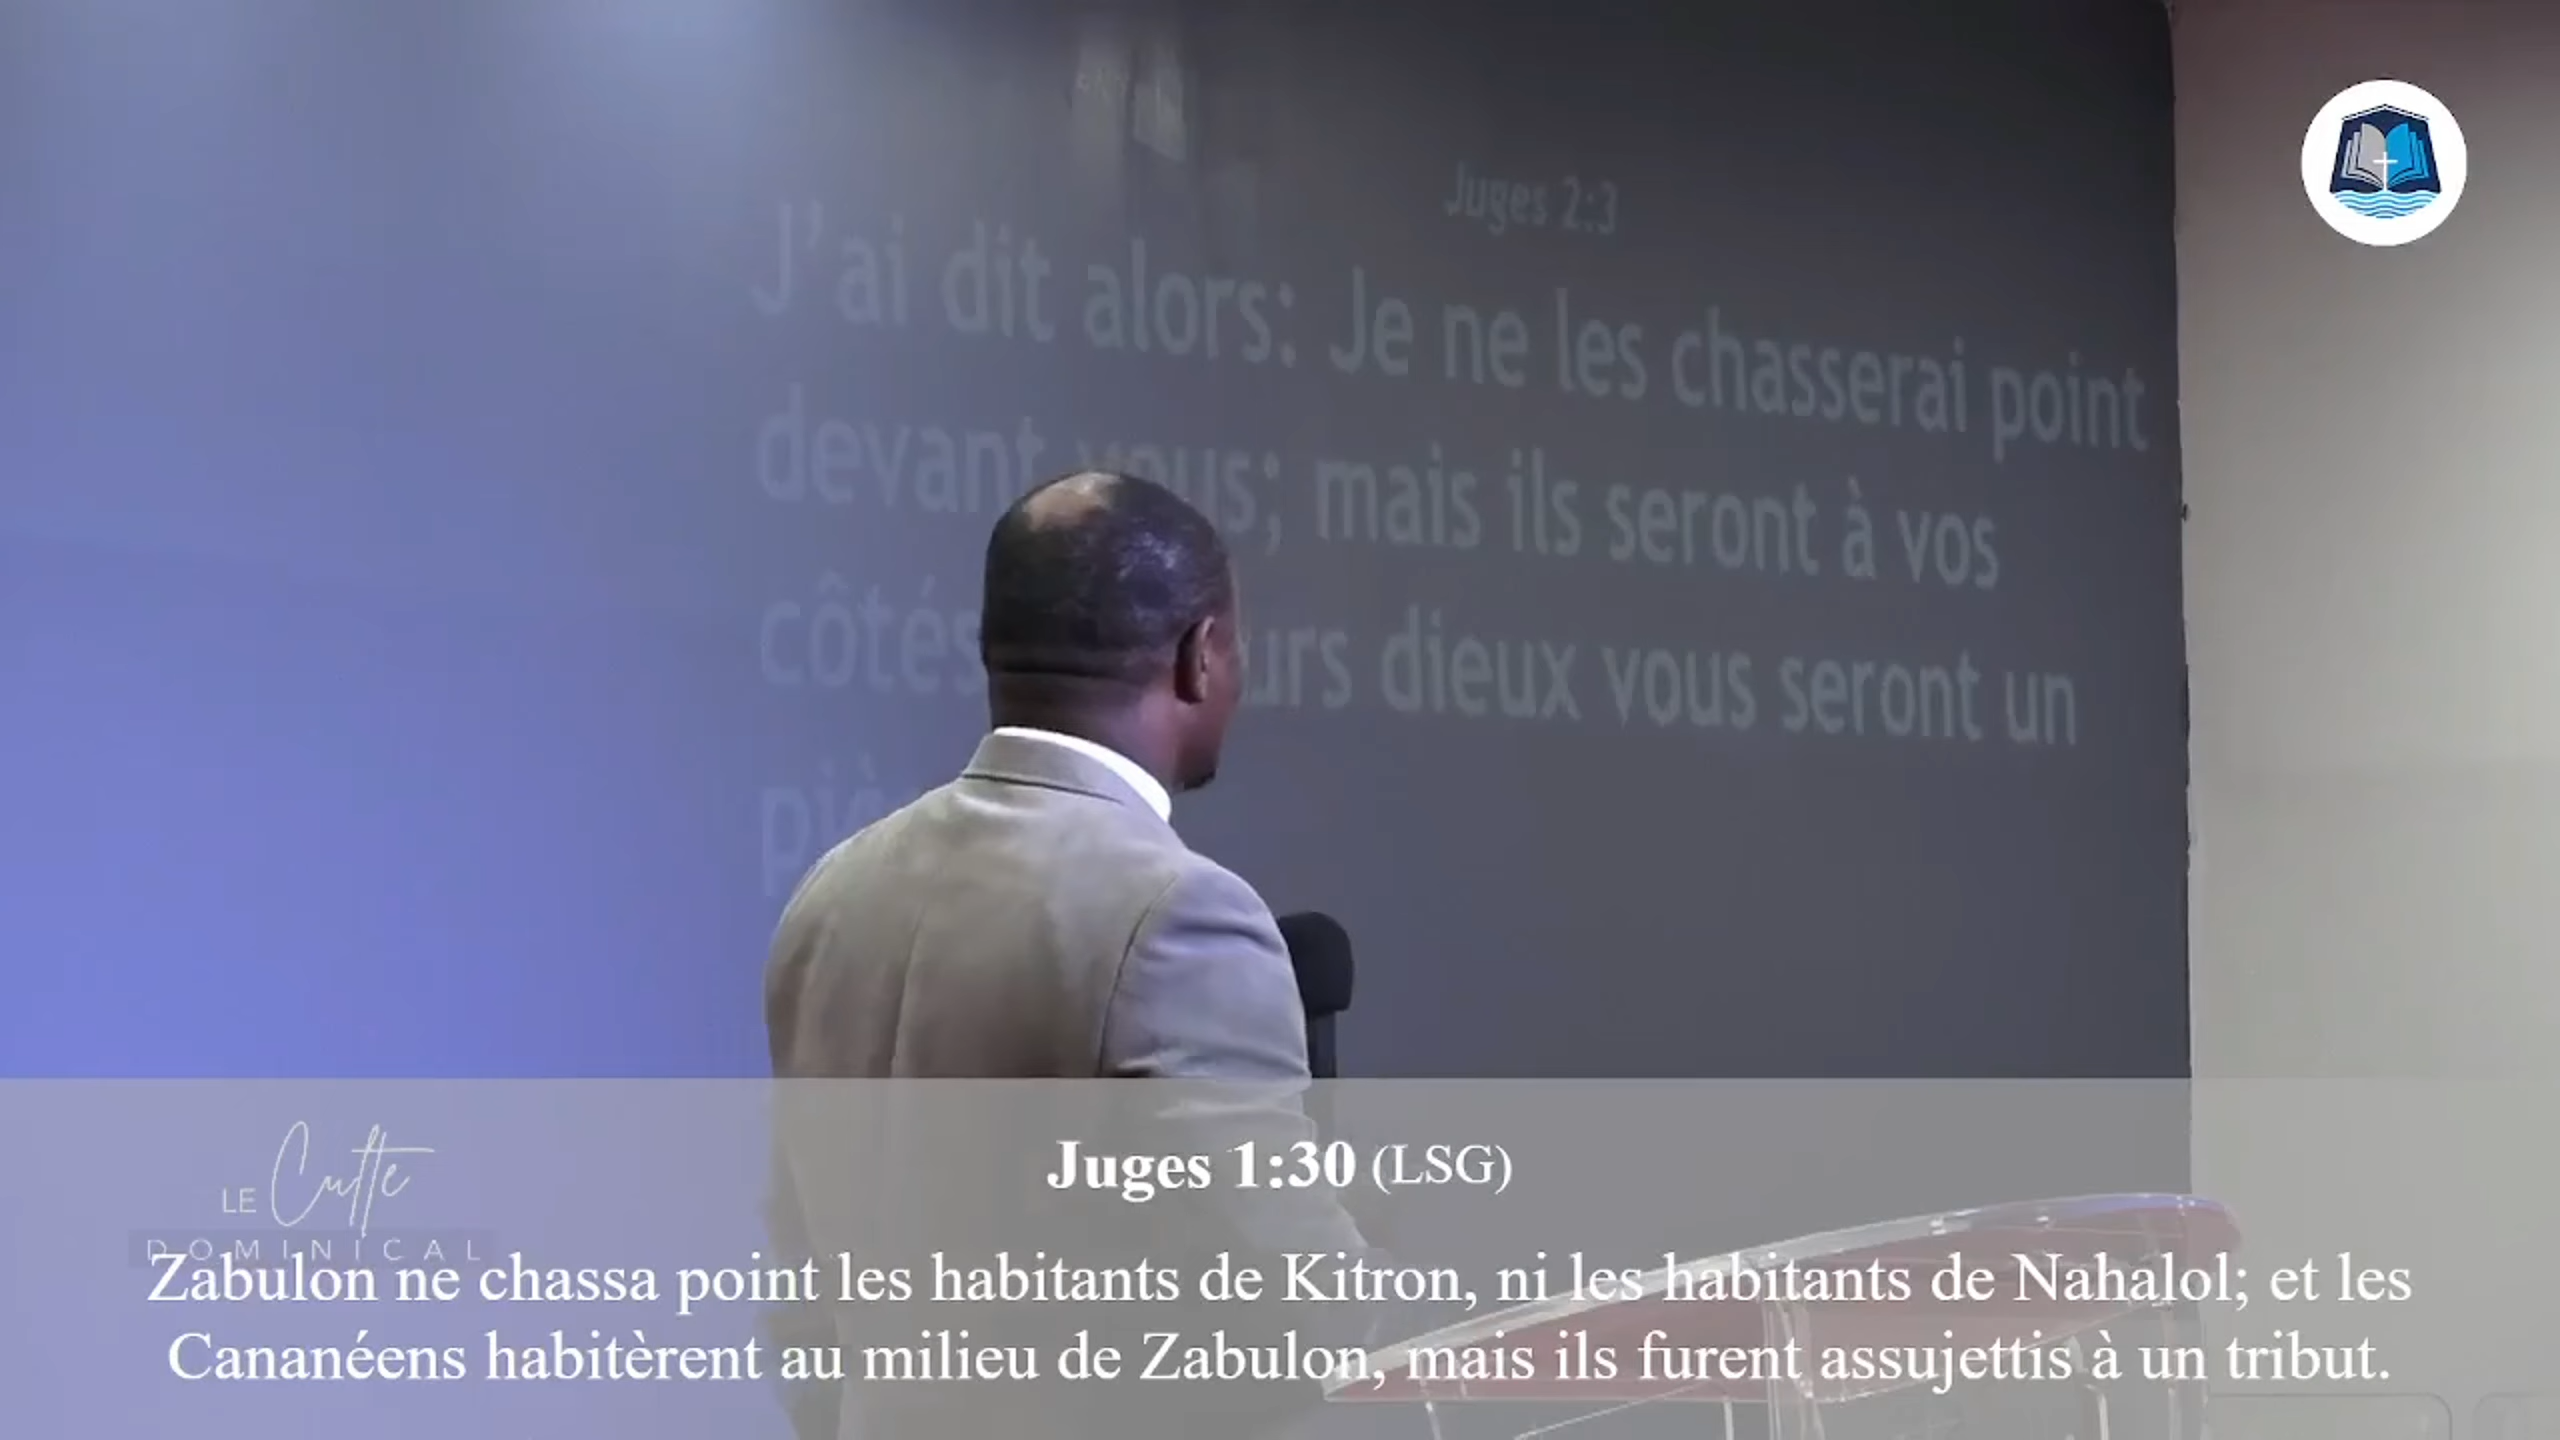 Juges 2:3
J'ai dit alors: Je ne les chasserai point
devant vous; mais ils seront à vos
côtés urs dieux vous seront un
LE Culte
DOMINICAL
Juges 1:30 (LSG)
Zabulon ne chassa point les habitants de Kitron, ni les habitants de Nahalol; et les
Cananéens habitèrent au milieu de Zabulon, mais ils furent assujettis à un tribut.